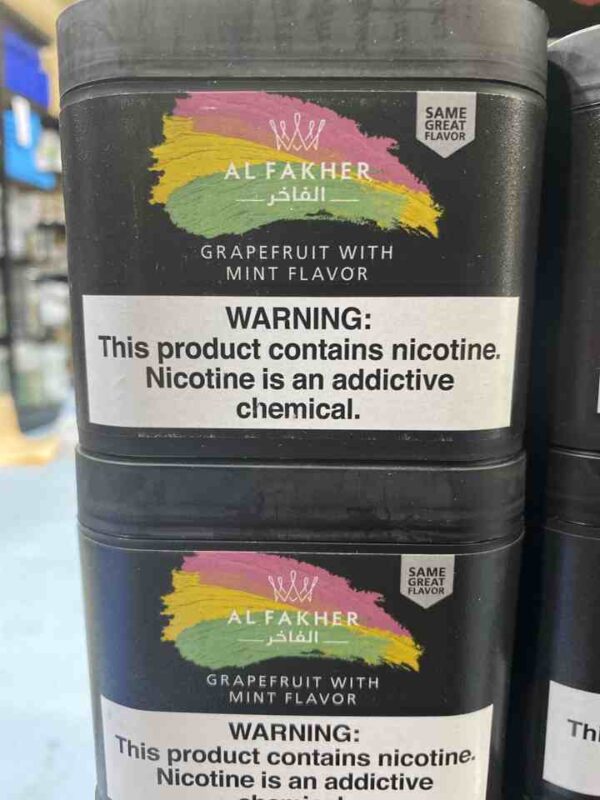 SAME
GREAT
FLAVOR
AL FAKHER
الفاخر
GRAPEFRUIT WITH
MINT FLAVOR
WARNING:
This product contains nicotine.
Nicotine is an addictive
chemical.
SAME
GREAT
FLAVOR
AL FAKHER
الفاخر
GRAPEFRUIT WITH
MINT FLAVOR
WARNING:
This product contains nicotine.
Nicotine is an addictive